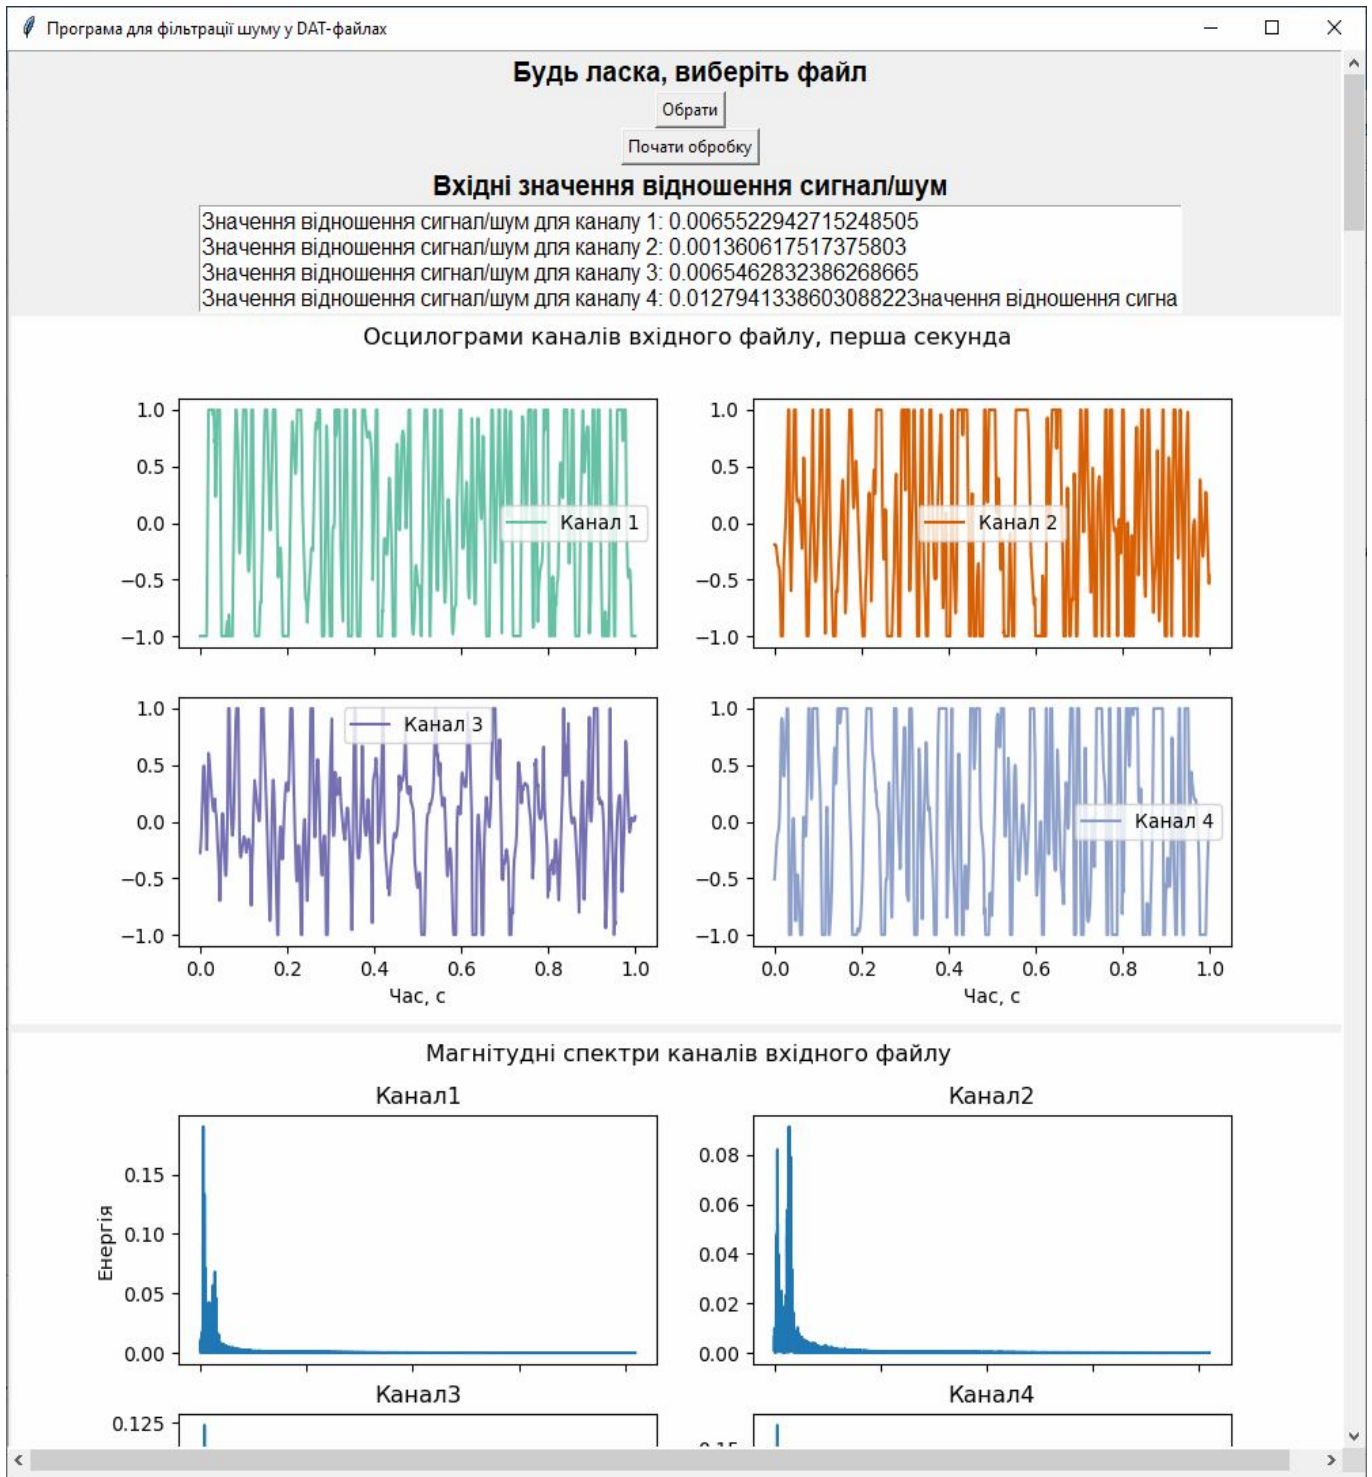 Програма для фільтрації шуму у DAT-файлах
Будь ласка, виберіть файл
Обрати
Почати обробку
Вхідні значення відношення сигнал/шум
Значення відношення сигнал/шум для каналу 1: 0.0065522942715248505
Значення відношення сигнал/шум для каналу 2: 0.001360617517375803
Значення відношення сигнал/шум для каналу 3: 0.0065462832386268665
Значення відношення сигнал/шум для каналу 4: 0.0127941338603088223начення відношення сигна
Осцилограми каналів вхідного файлу, перша секунда
1.0
0.5
0.0
−0.5
−1.0
Канал 1
1.0
0.5
0.0
−0.5
−1.0
Канал 2
1.0
0.5
0.0
−0.5
−1.0
Канал 3
0.0 0.2 0.4 0.6 0.8 1.0
Час, с
1.0
0.5
0.0
−0.5
−1.0
Канал 4
0.0 0.2 0.4 0.6 0.8 1.0
Час, с
Магнітудні спектри каналів вхідного файлу
Канал1
0.15
0.10
0.05
0.00
Енергія
Канал2
0.08
0.06
0.04
0.02
0.00
Канал3
0.125
Канал4